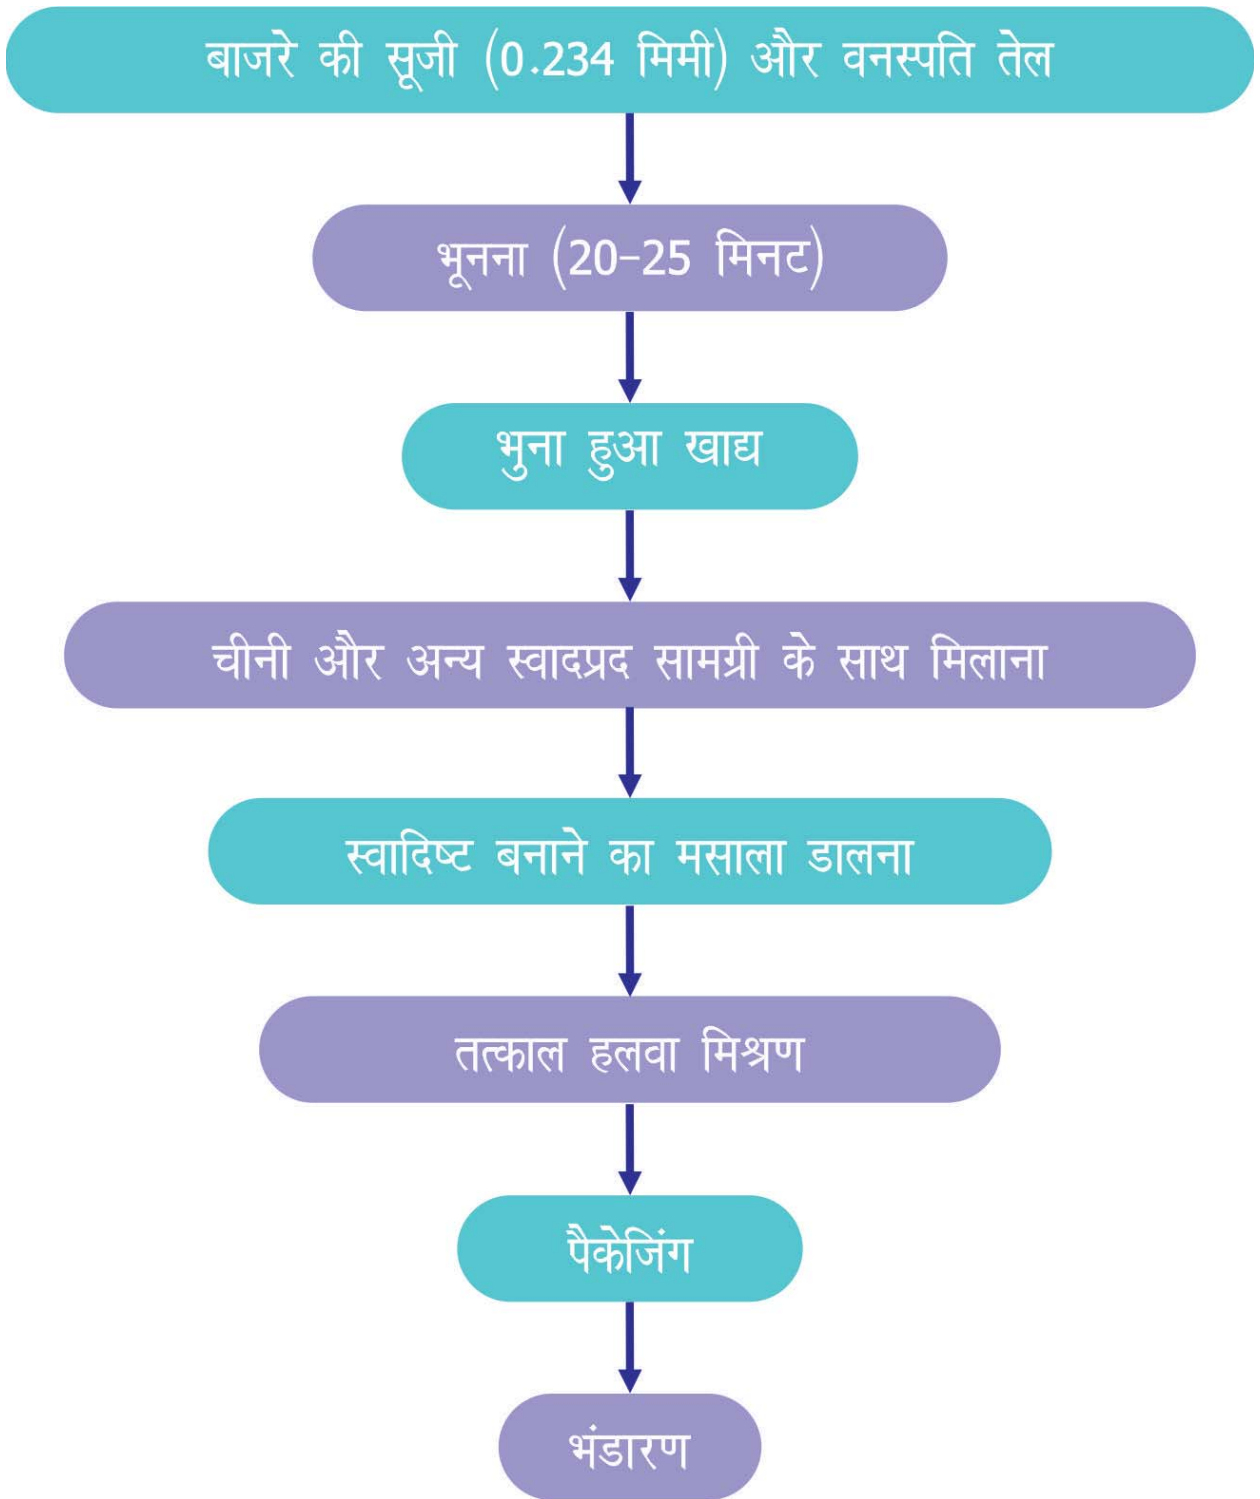 बाजरे की सूजी (0.234 मिमी) और वनस्पति तेल
भूनना (20-25 मिनट)
भुना हुआ खाद्य
चीनी और अन्य स्वादप्रद सामग्री के साथ मिलाना
स्वादिष्ट बनाने का मसाला डालना
तत्काल हलवा मिश्रण
पैकेजिंग
भंडारण